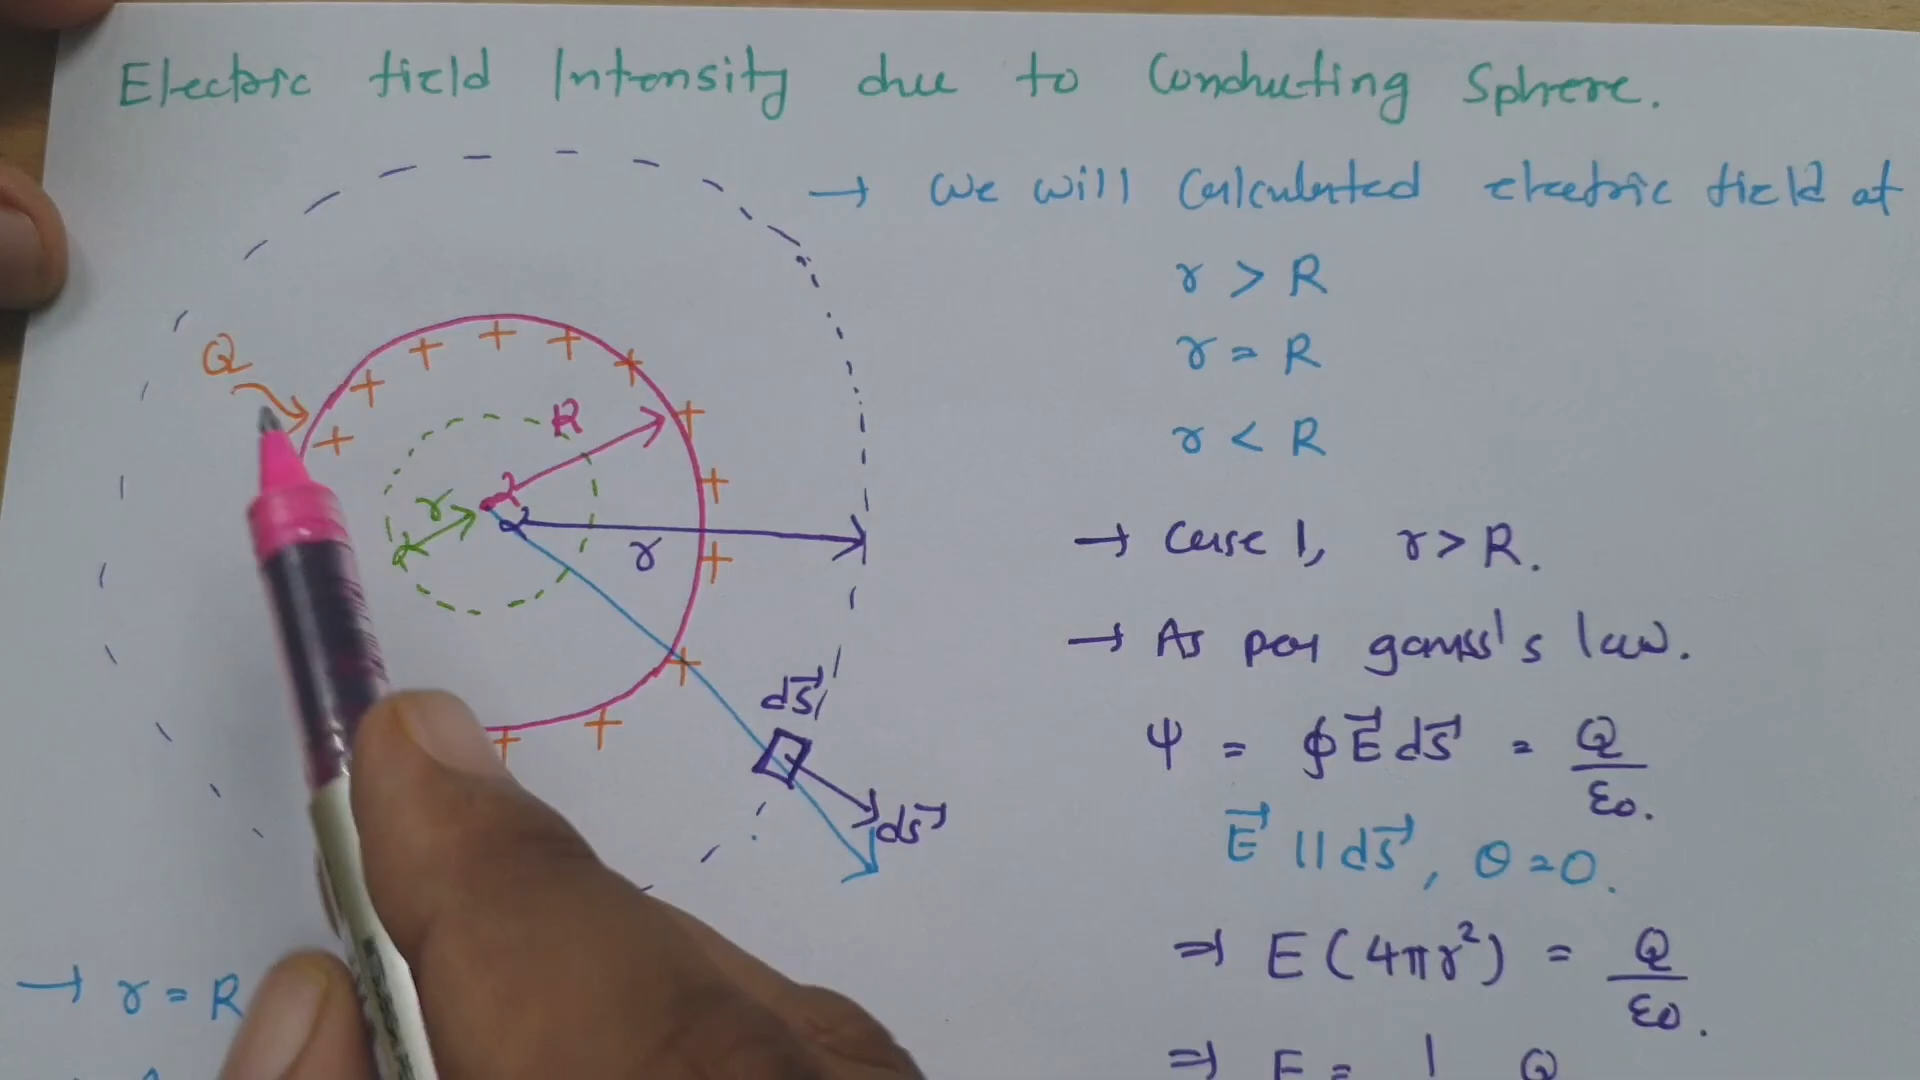 Electric field Intensity due to Conducting Sphere.
→ We will Calculated electric field at
r > R
r = R
r < R
Q
R
r
r
→ Case 1, r > R.
→ As per gauss's law.
ψ = ∮ E⃗ dS⃗ = Q/ε0.
dS⃗
dS⃗
E⃗ || dS⃗, θ = 0.
⇒ E (4πr²) = Q/ε0.
→ r = R
⇒ E = 1 Q